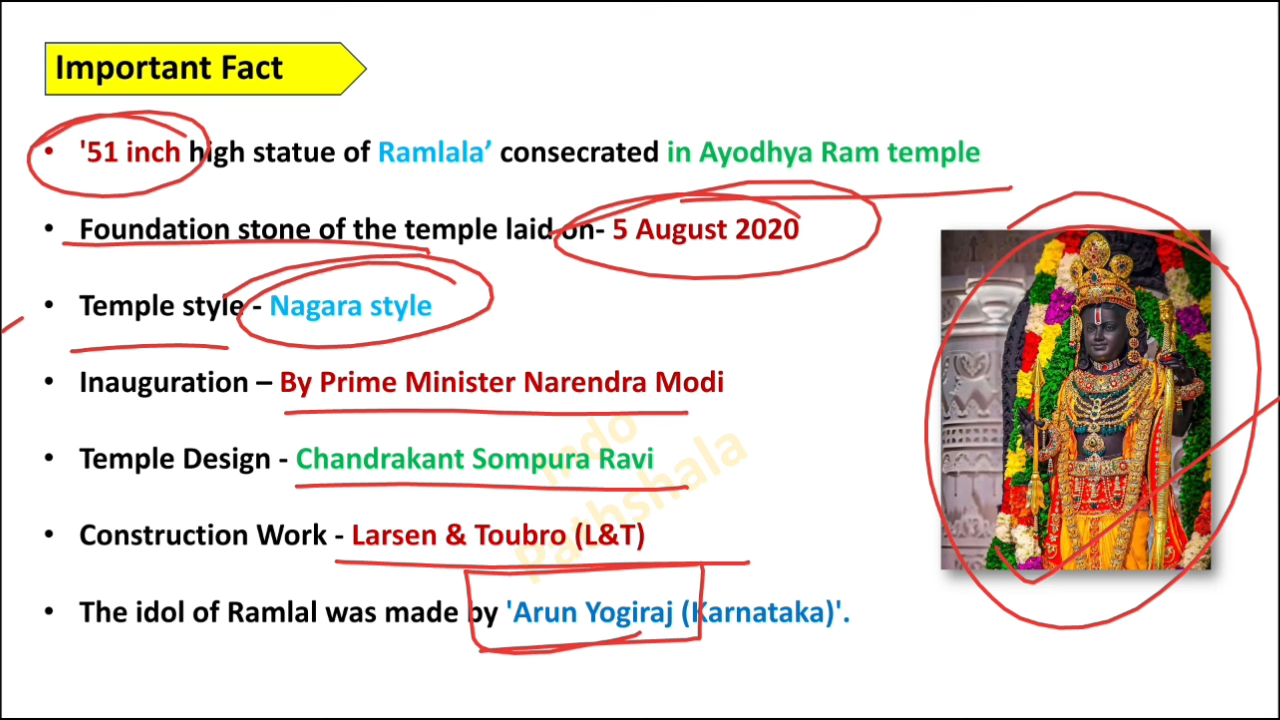 Important Fact
• '51 inch high statue of Ramlala’ consecrated in Ayodhya Ram temple
• Foundation stone of the temple laid on- 5 August 2020
• Temple style - Nagara style
• Inauguration – By Prime Minister Narendra Modi
• Temple Design - Chandrakant Sompura Ravi
• Construction Work - Larsen & Toubro (L&T)
• The idol of Ramlal was made by 'Arun Yogiraj (Karnataka)'.
Indo
Pathshala